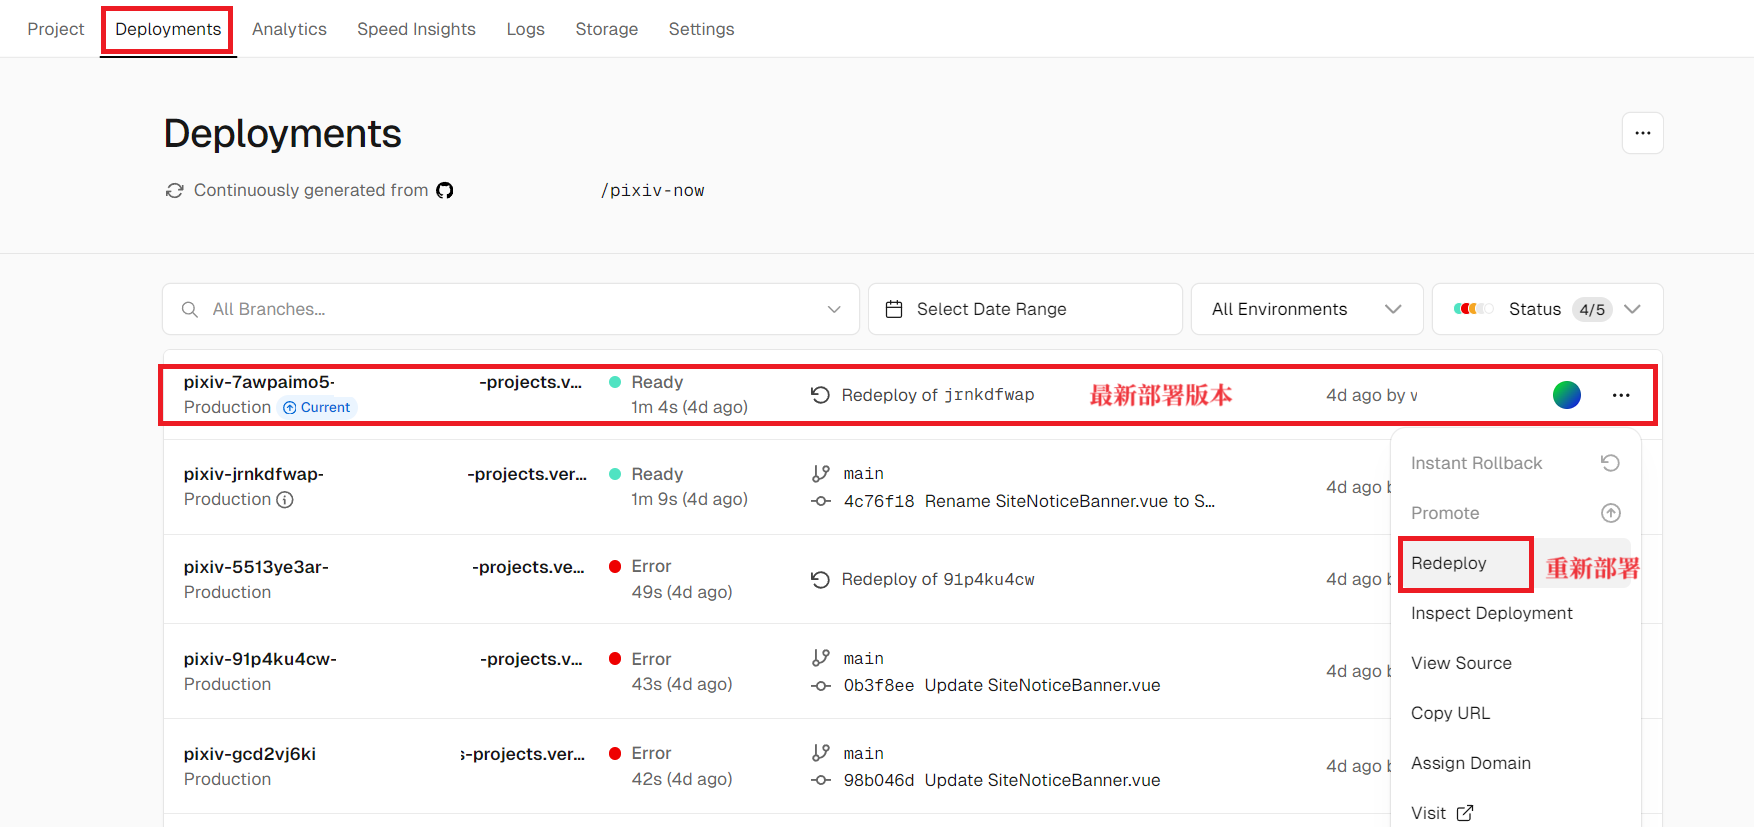 Project Deployments Analytics Speed Insights Logs Storage Settings
Deployments
Continuously generated from /pixiv-now
All Branches... Select Date Range All Environments Status 4/5
pixiv-7awpaimo5- -projects.v... Ready Redeploy of jrnkdfwap 最新部署版本 4d ago by
Production Current 1m 4s (4d ago)
Instant Rollback
pixiv-jrnkdfwap- -projects.ver... Ready main
Production 1m 9s (4d ago) 4c76f18 Rename SiteNoticeBanner.vue to S... 4d ago
Promote
pixiv-5513ye3ar- -projects.ve... Error Redeploy of 91p4ku4cw 4d ago
Production 49s (4d ago)
Redeploy 重新部署
Inspect Deployment
pixiv-91p4ku4cw- -projects.v... Error main
Production 43s (4d ago) 0b3f8ee Update SiteNoticeBanner.vue 4d ago
View Source
Copy URL
pixiv-gcd2vj6ki s-projects.ver... Error main
Production 42s (4d ago) 98b046d Update SiteNoticeBanner.vue 4d ago
Assign Domain
Visit